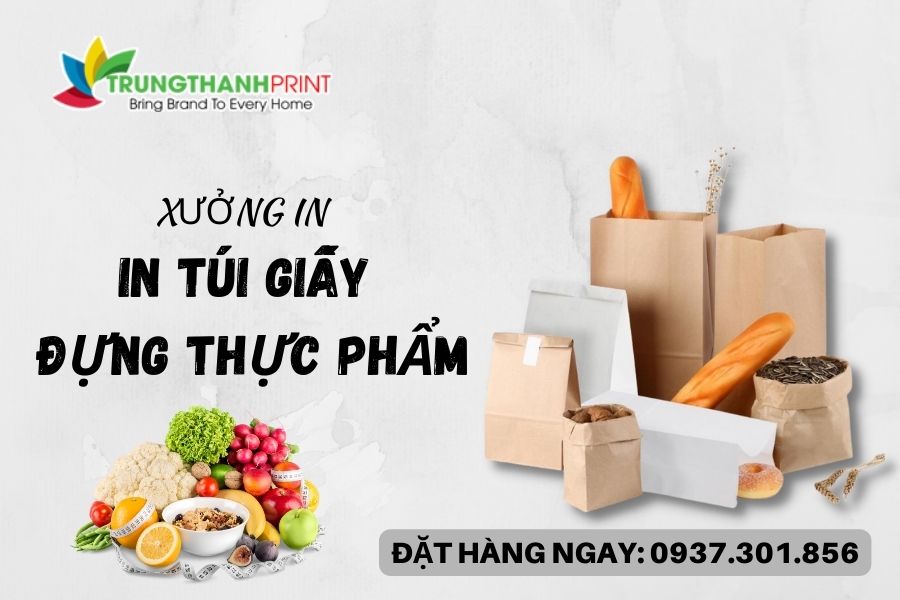 TRUNGTHANHPRINT
Bring Brand To Every Home
XƯỞNG IN
IN TÚI GIẤY
ĐỰNG THỰC PHẨM
ĐẶT HÀNG NGAY: 0937.301.856